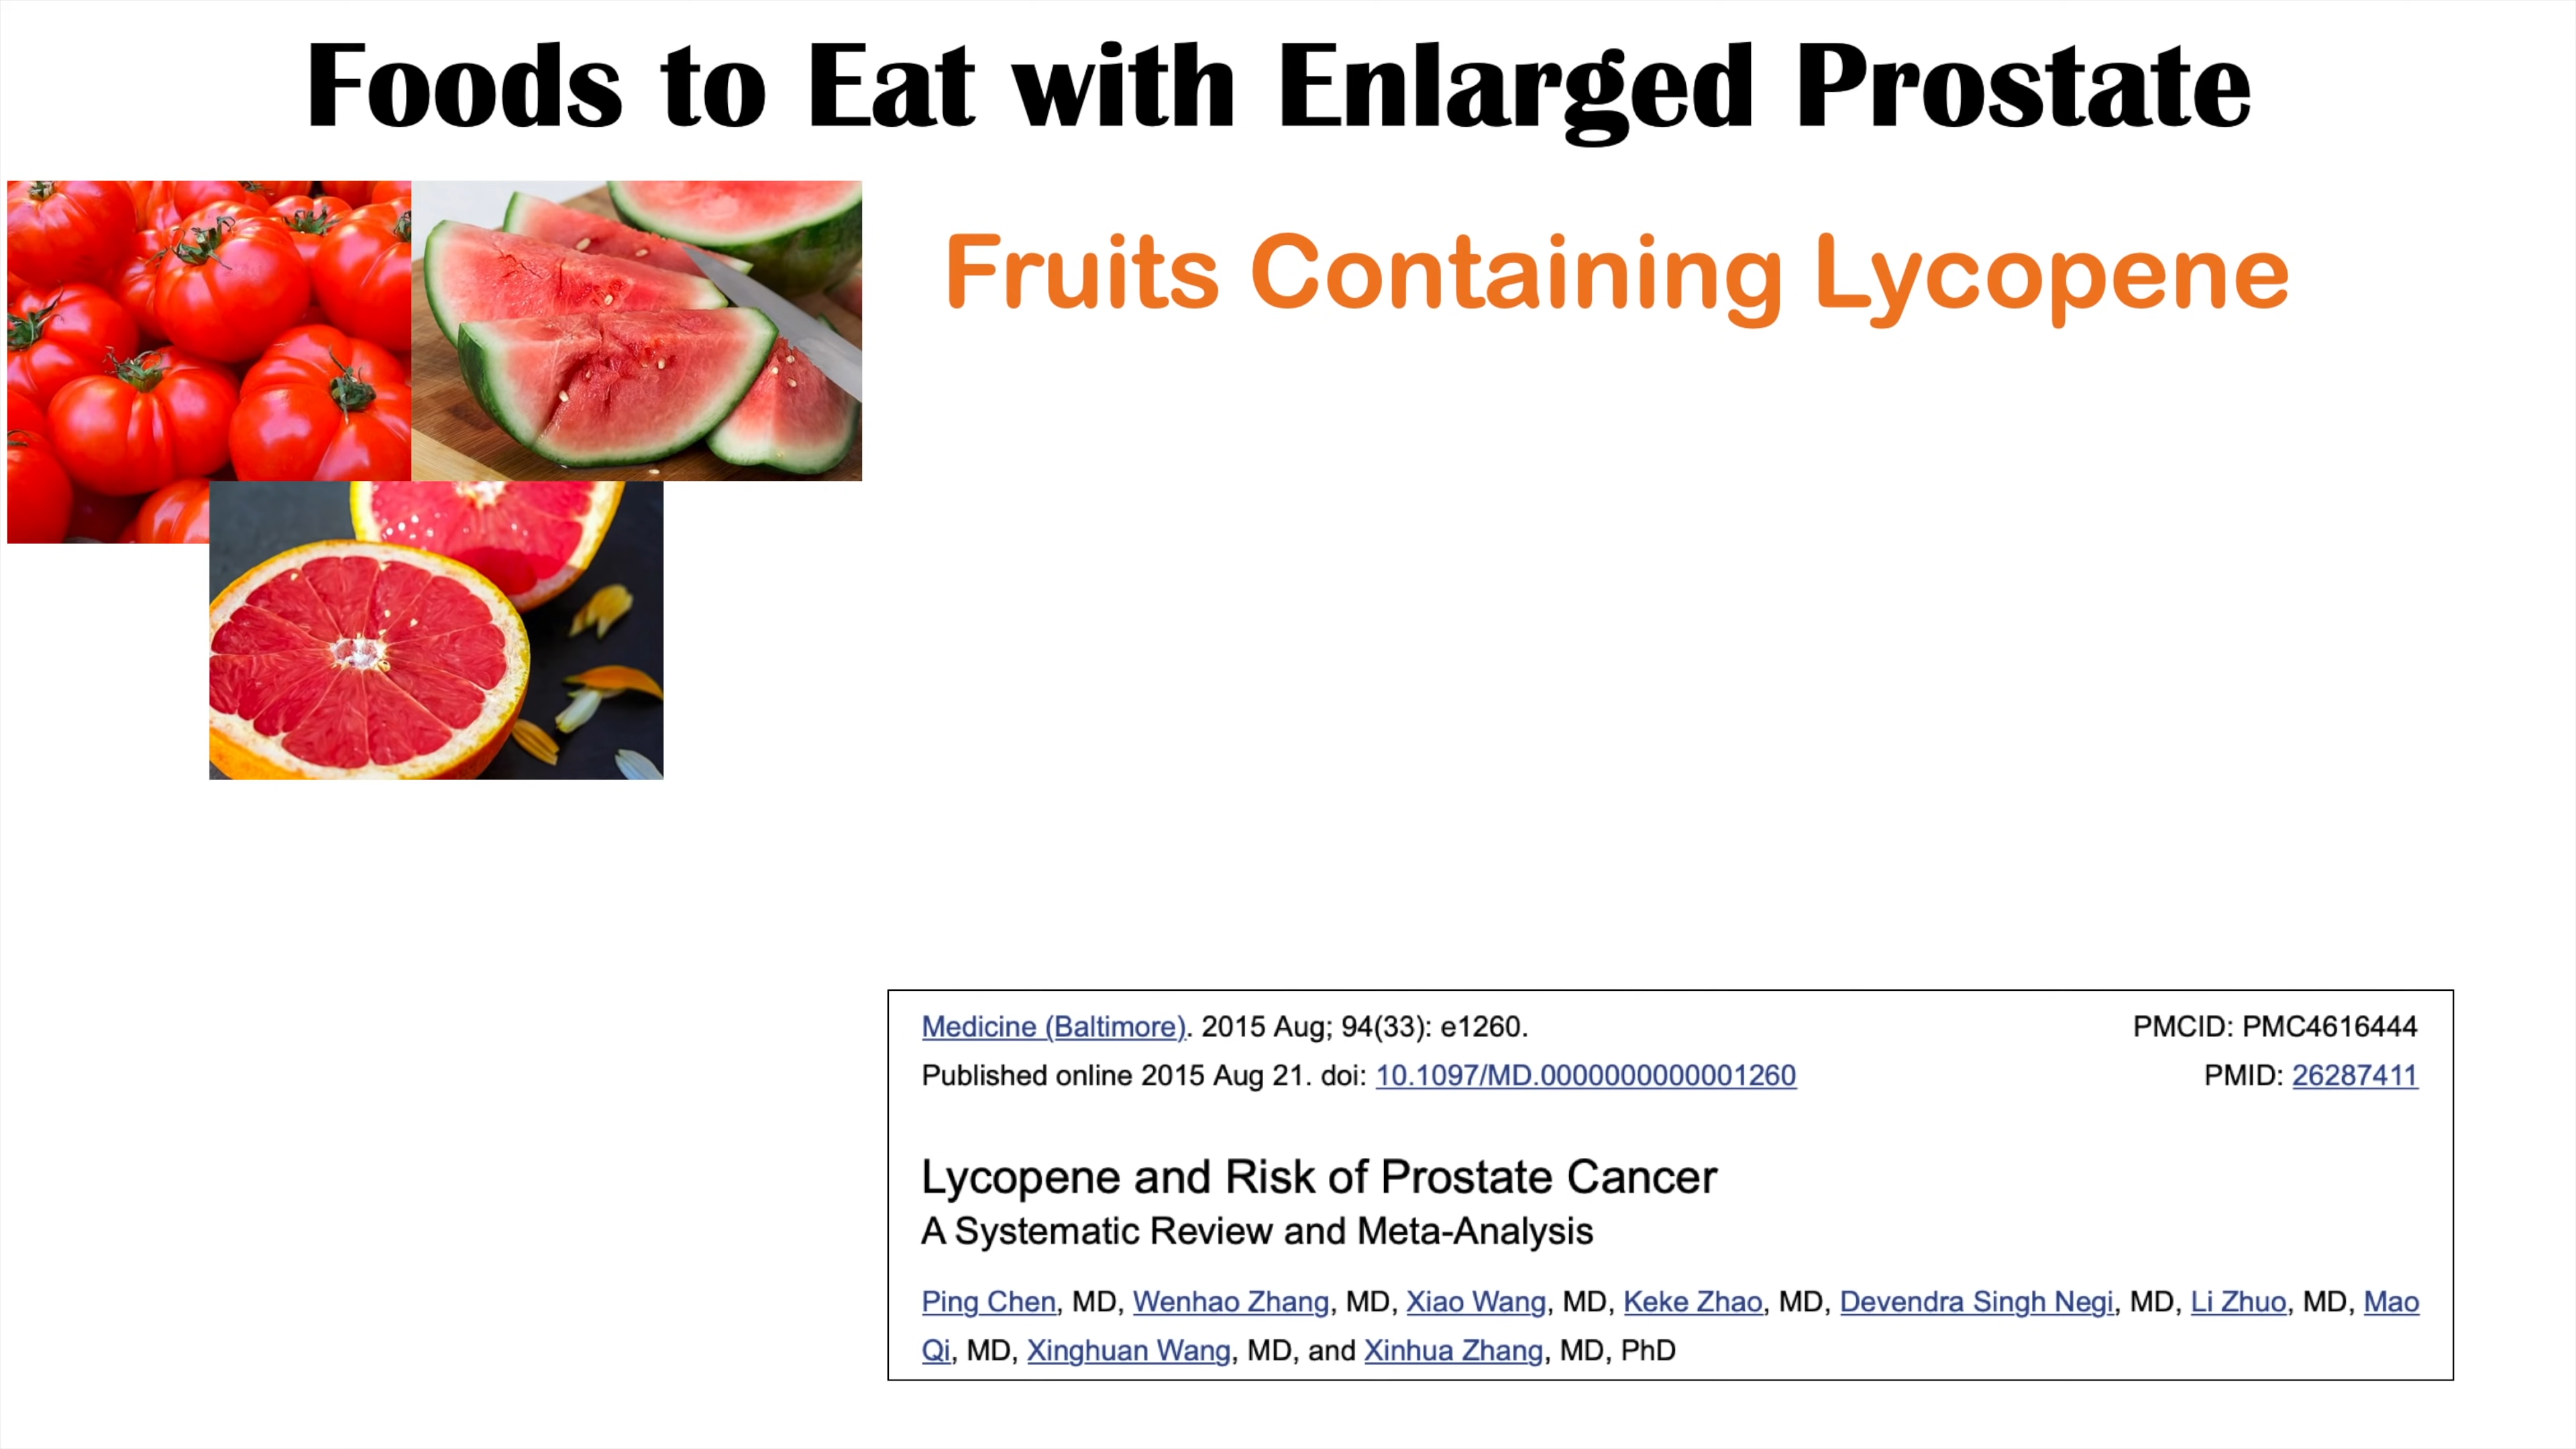 Foods to Eat with Enlarged Prostate
Fruits Containing Lycopene
Medicine (Baltimore). 2015 Aug; 94(33): e1260.
PMCID: PMC4616444
Published online 2015 Aug 21. doi: 10.1097/MD.0000000000001260
PMID: 26287411
Lycopene and Risk of Prostate Cancer
A Systematic Review and Meta-Analysis
Ping Chen, MD, Wenhao Zhang, MD, Xiao Wang, MD, Keke Zhao, MD, Devendra Singh Negi, MD, Li Zhuo, MD, Mao
Qi, MD, Xinghuan Wang, MD, and Xinhua Zhang, MD, PhD